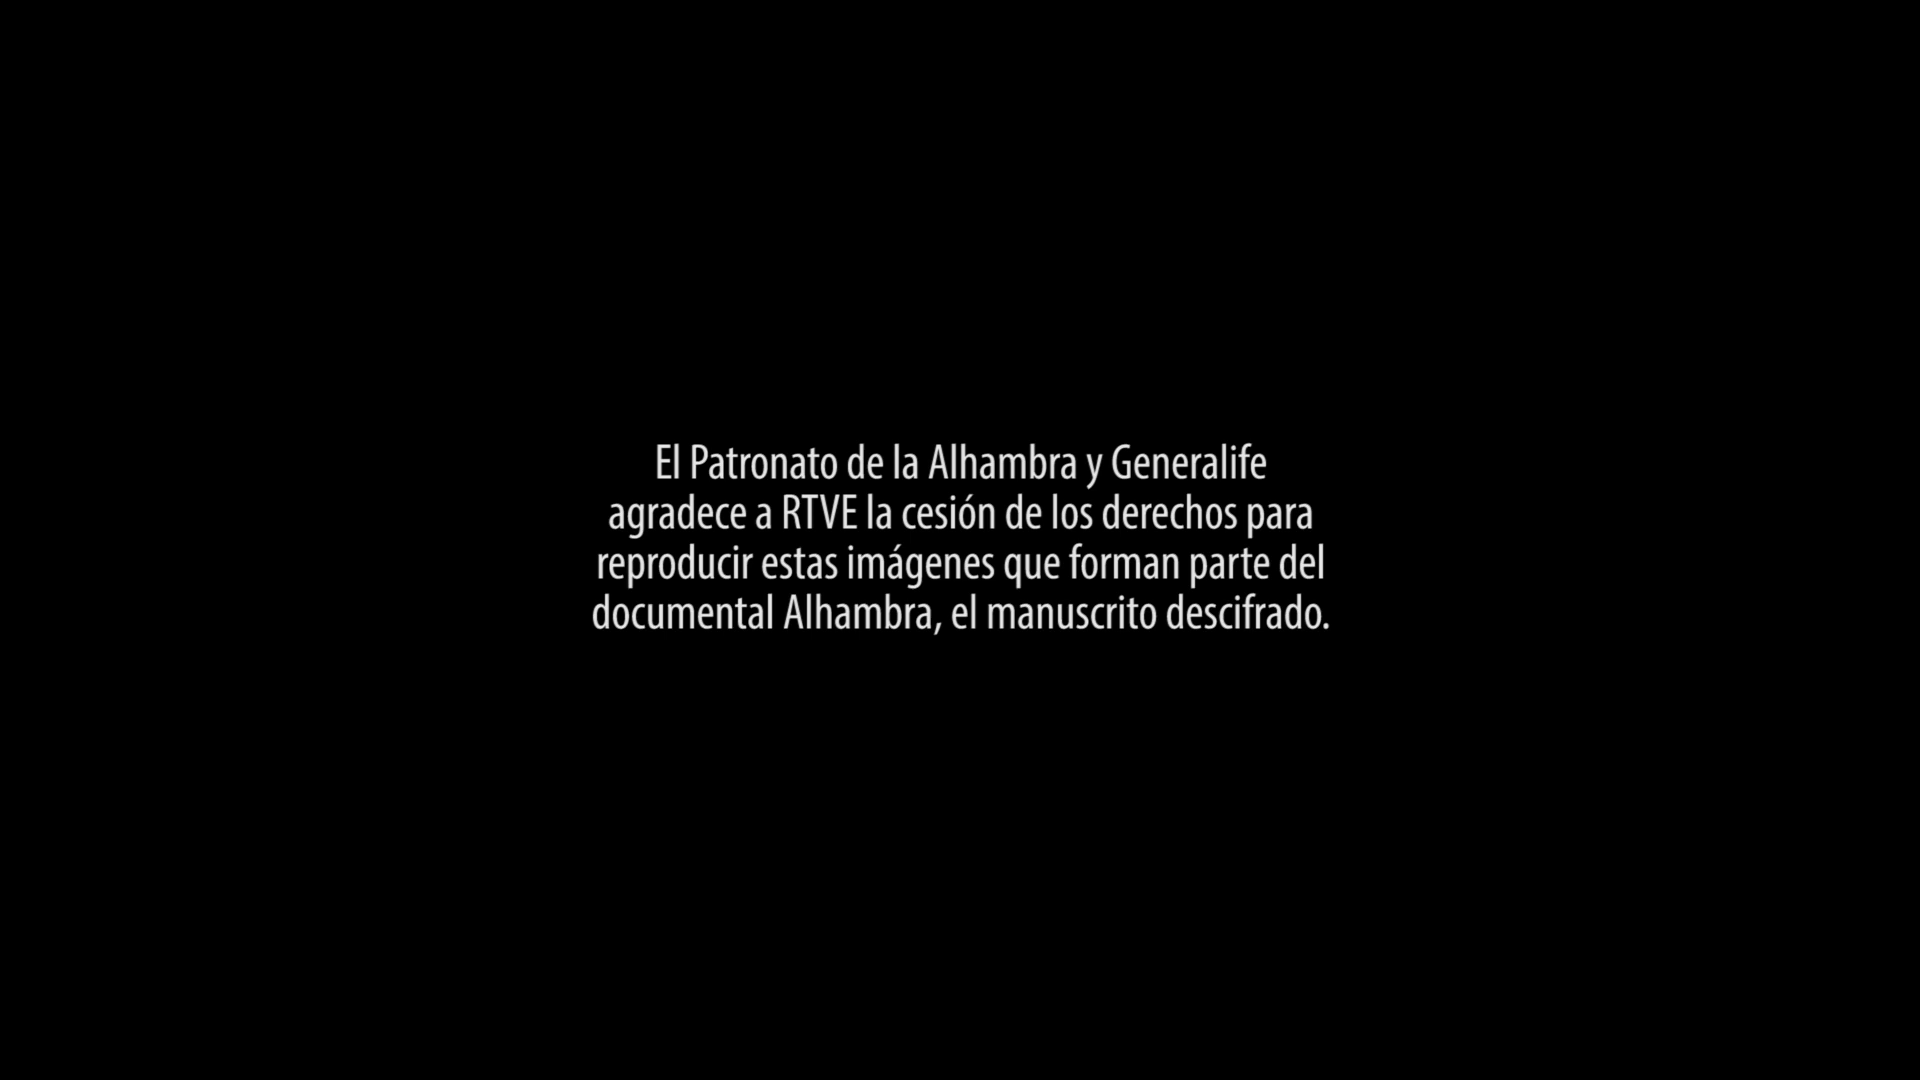 El Patronato de la Alhambra y Generalife
agradece a RTVE la cesión de los derechos para
reproducir estas imágenes que forman parte del
documental Alhambra, el manuscrito descifrado.